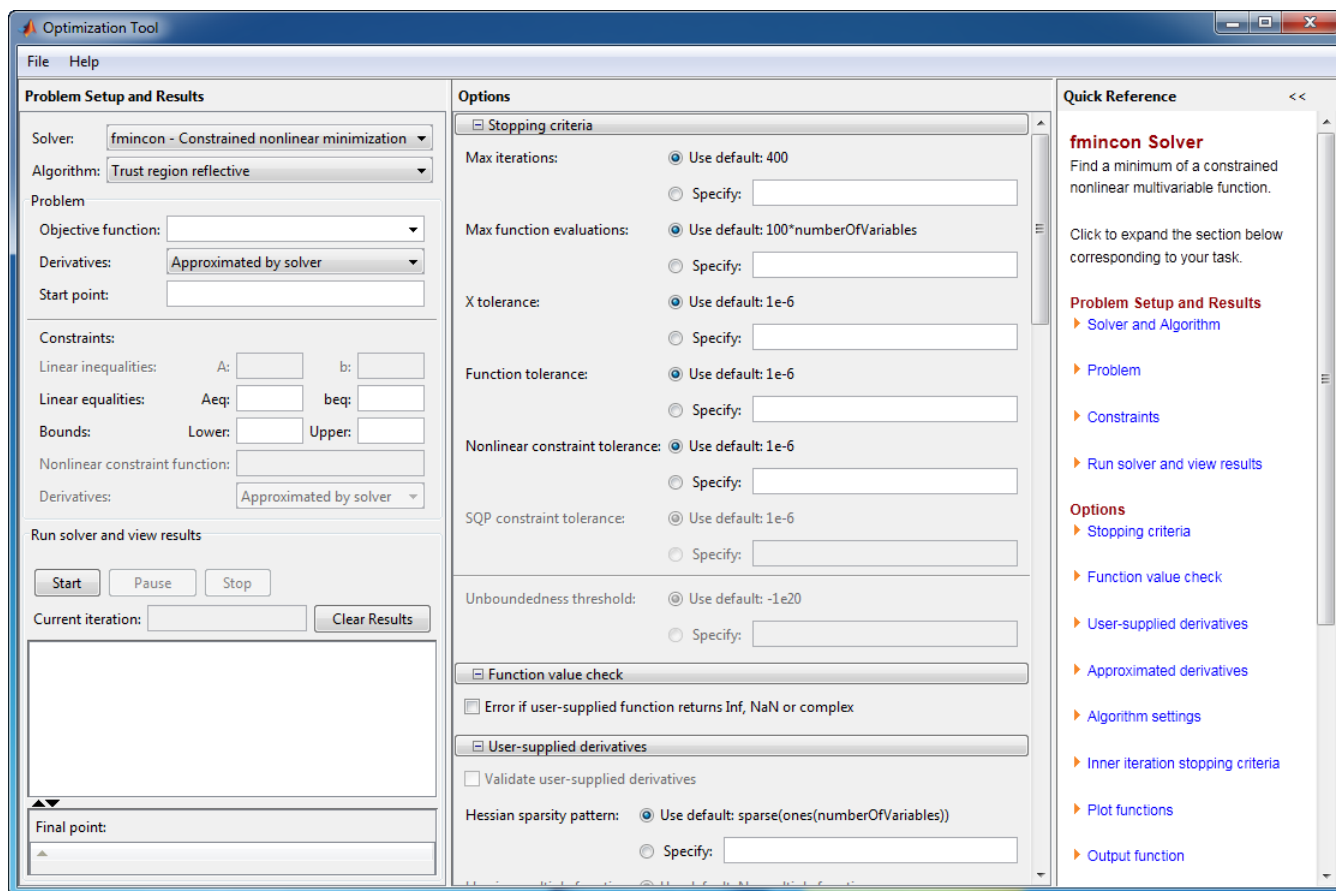 Optimization Tool
File Help
Problem Setup and Results
Solver: fmincon - Constrained nonlinear minimization
Algorithm: Trust region reflective
Problem
Objective function:
Derivatives: Approximated by solver
Start point:
Constraints:
Linear inequalities: A: b:
Linear equalities: Aeq: beq:
Bounds: Lower: Upper:
Nonlinear constraint function:
Derivatives: Approximated by solver
Run solver and view results
Start Pause Stop
Current iteration: Clear Results
Final point:
Options
Stopping criteria
Max iterations: Use default: 400
Specify:
Max function evaluations: Use default: 100*numberOfVariables
Specify:
X tolerance: Use default: 1e-6
Specify:
Function tolerance: Use default: 1e-6
Specify:
Nonlinear constraint tolerance: Use default: 1e-6
Specify:
SQP constraint tolerance: Use default: 1e-6
Specify:
Unboundedness threshold: Use default: -1e20
Specify:
Function value check
Error if user-supplied function returns Inf, NaN or complex
User-supplied derivatives
Validate user-supplied derivatives
Hessian sparsity pattern: Use default: sparse(ones(numberOfVariables))
Specify:
Quick Reference <<
fmincon Solver
Find a minimum of a constrained
nonlinear multivariable function.
Click to expand the section below
corresponding to your task.
Problem Setup and Results
Solver and Algorithm
Problem
Constraints
Run solver and view results
Options
Stopping criteria
Function value check
User-supplied derivatives
Approximated derivatives
Algorithm settings
Inner iteration stopping criteria
Plot functions
Output function